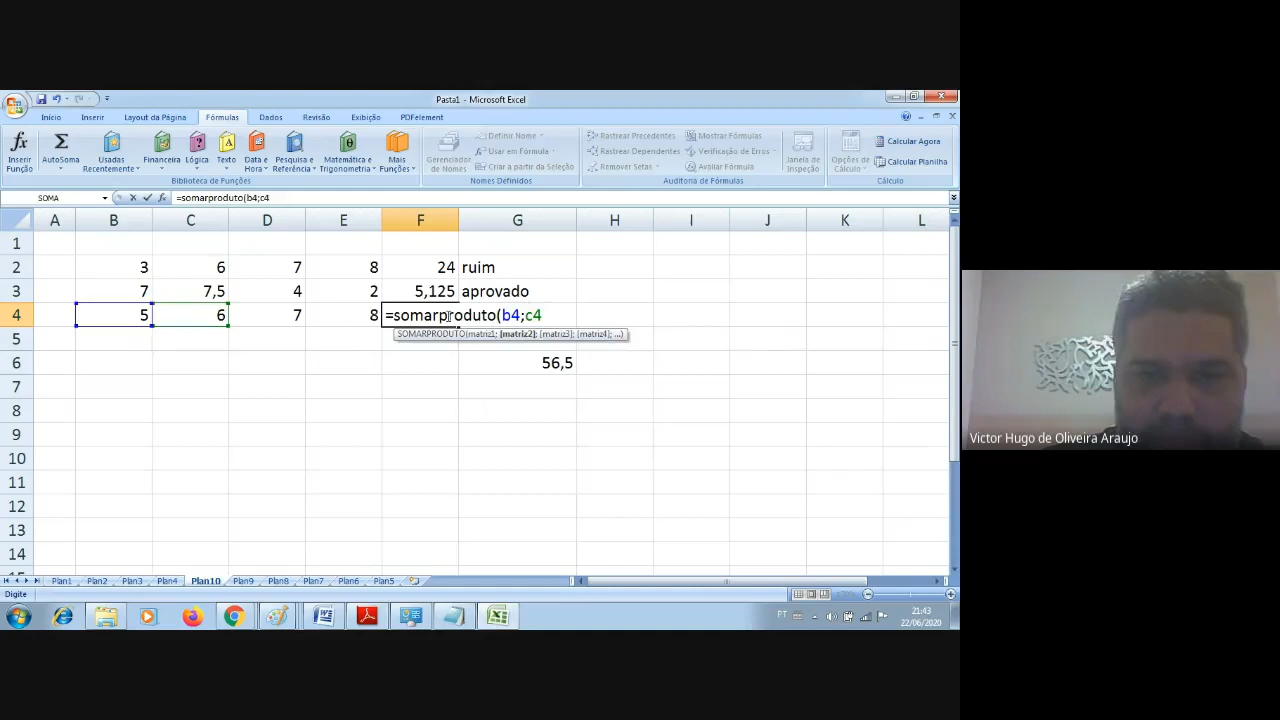 Pasta1 - Microsoft Excel
Início Inserir Layout da Página Fórmulas Dados Revisão Exibição PDFelement
Inserir Função
AutoSoma
Usadas Recentemente
Financeira
Lógica
Texto
Data e Hora
Pesquisa e Referência
Matemática e Trigonometria
Mais Funções
Biblioteca de Funções
Gerenciador de Nomes
Definir Nome
Usar em Fórmula
Criar a partir da Seleção
Nomes Definidos
Rastrear Precedentes
Rastrear Dependentes
Remover Setas
Mostrar Fórmulas
Verificação de Erros
Avaliar Fórmula
Auditoria de Fórmulas
Janela de Inspeção
Opções de Cálculo
Calcular Agora
Calcular Planilha
Cálculo
SOMA =somarproduto(b4;c4
A B C D E F G H I J K L
1
2 3 6 7 8 24 ruim
3 7 7,5 4 2 5,125 aprovado
4 5 6 7 8 =somarproduto(b4;c4
SOMARPRODUTO(matriz1; [matriz2]; [matriz3]; [matriz4]; ...)
5
6 56,5
7
8
9
10
11
12
13
14
Plan1 Plan2 Plan3 Plan4 Plan10 Plan9 Plan8 Plan7 Plan6 Plan5
Digite
PT 21:43
22/06/2020
Victor Hugo de Oliveira Araujo